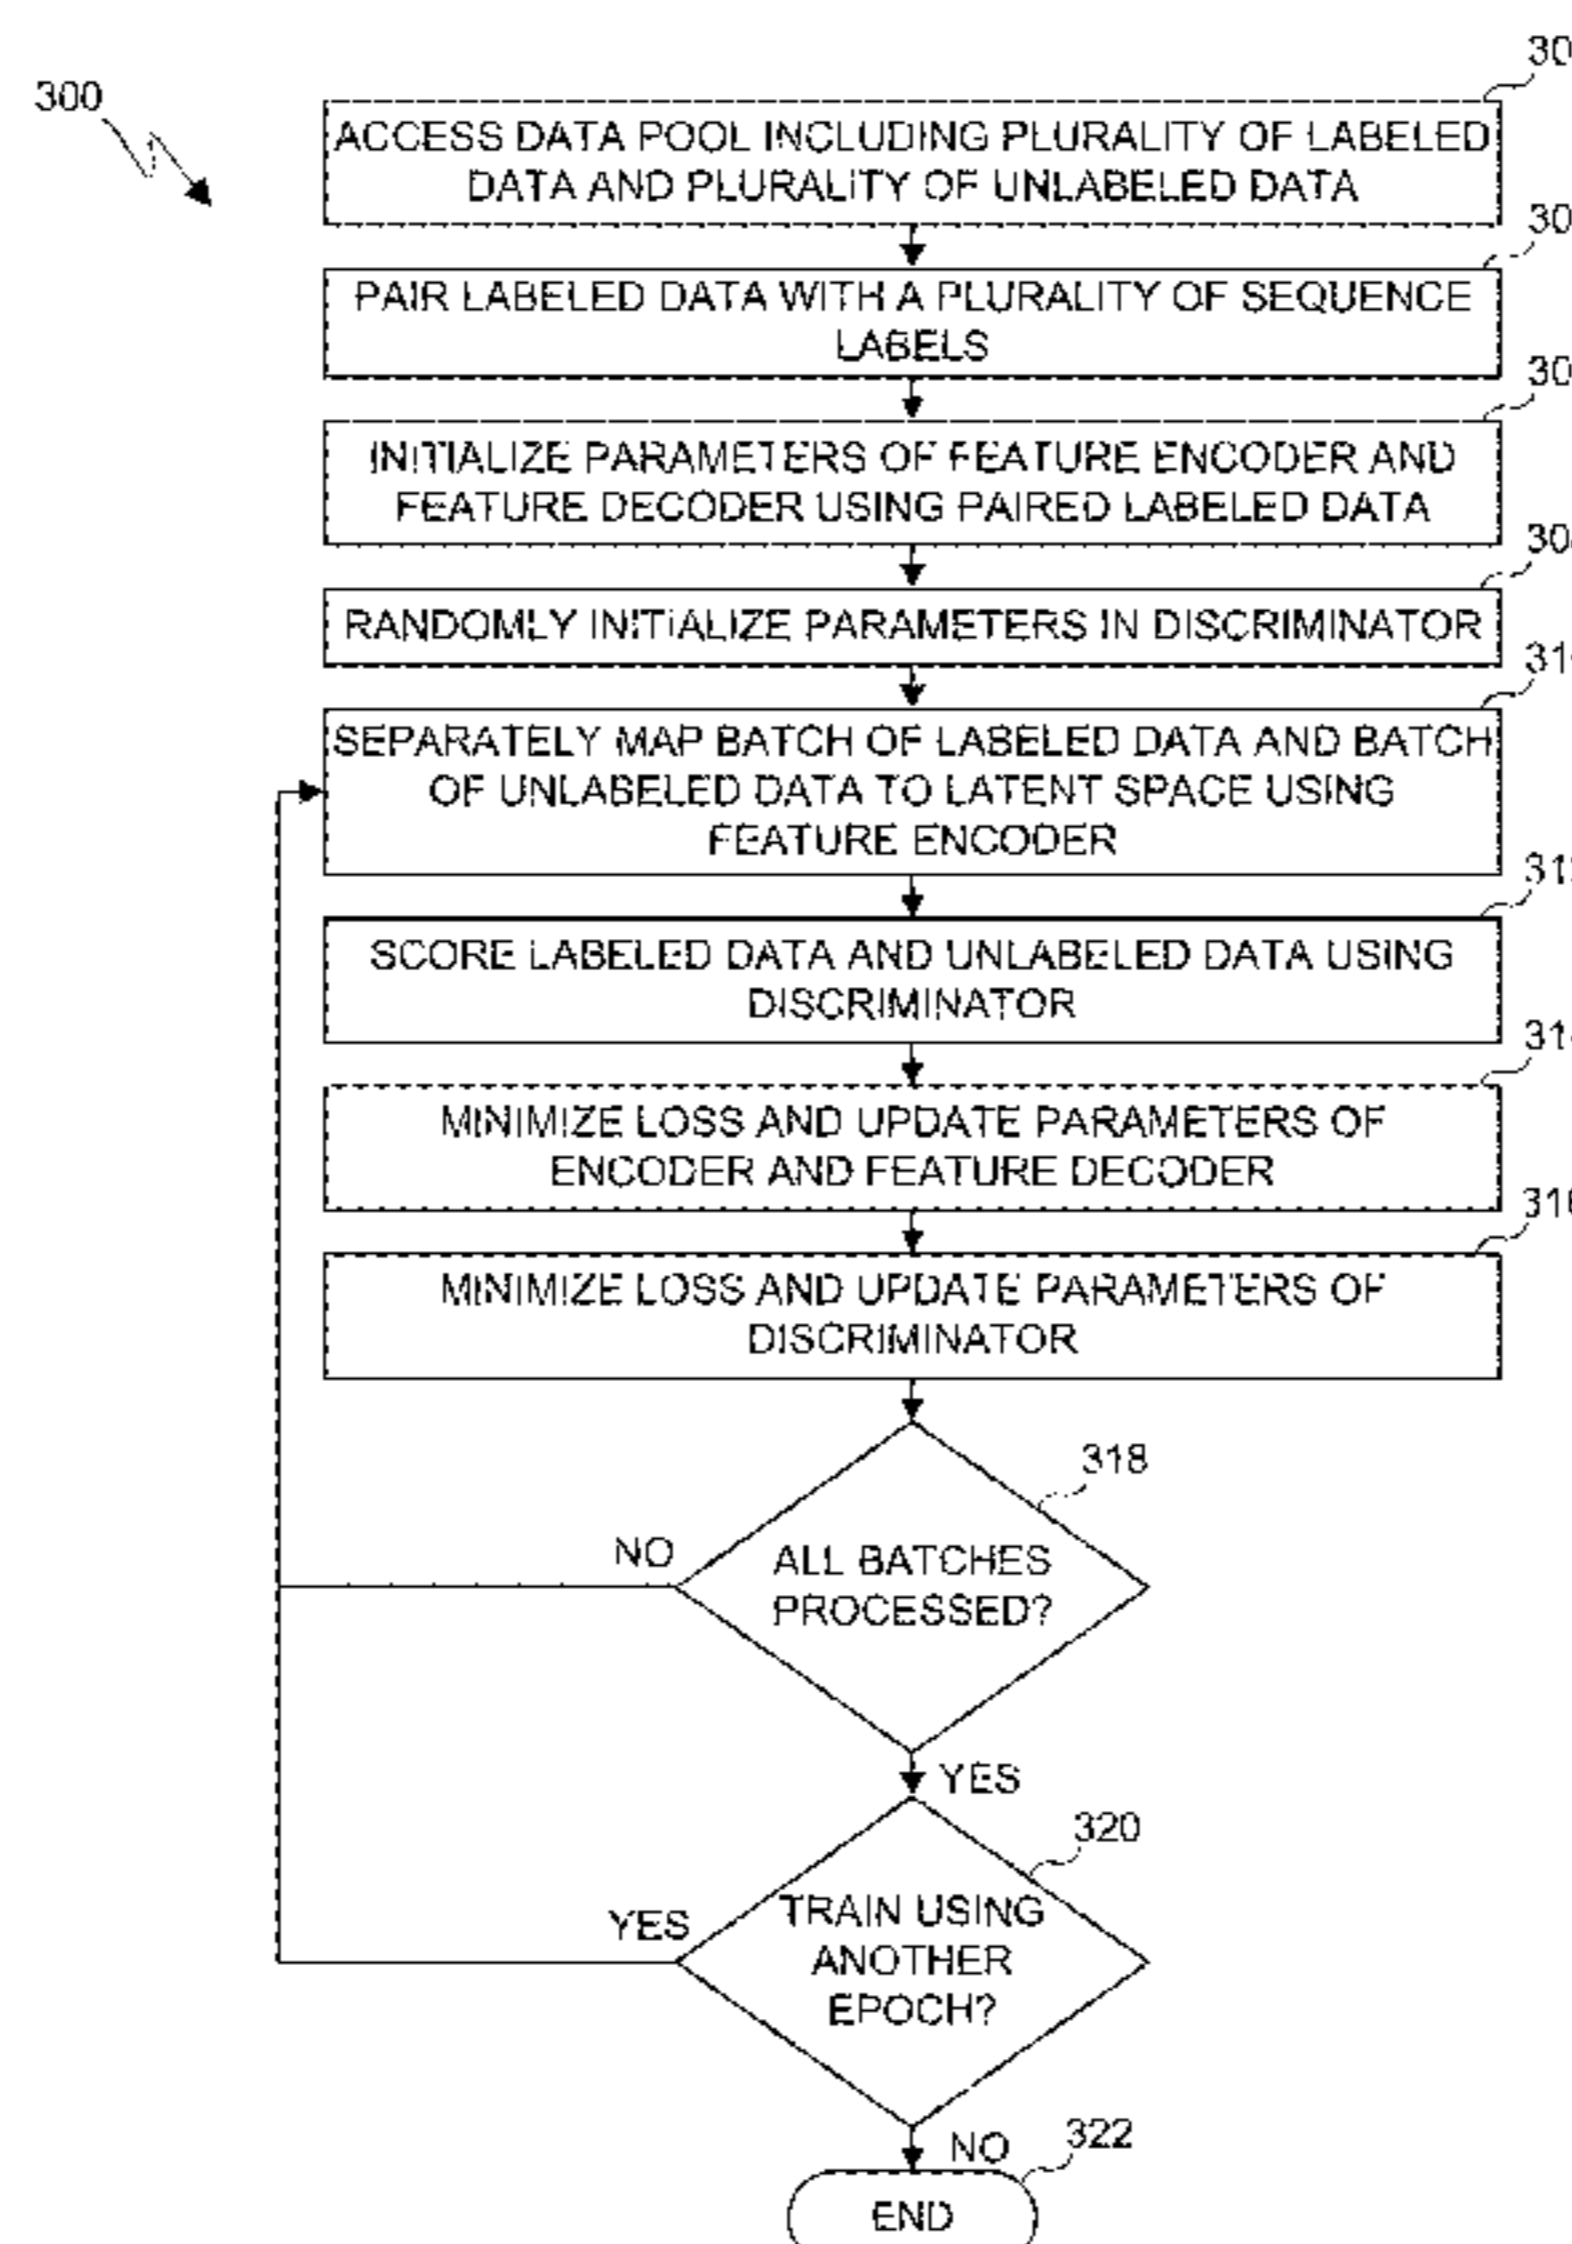 300
30
ACCESS DATA POOL INCLUDING PLURALITY OF LABELED
DATA AND PLURALITY OF UNLABELED DATA
30
PAIR LABELED DATA WITH A PLURALITY OF SEQUENCE
LABELS
30
INITIALIZE PARAMETERS OF FEATURE ENCODER AND
FEATURE DECODER USING PAIRED LABELED DATA
30
RANDOMLY INITIALIZE PARAMETERS IN DISCRIMINATOR
31
SEPARATELY MAP BATCH OF LABELED DATA AND BATCH
OF UNLABELED DATA TO LATENT SPACE USING
FEATURE ENCODER
312
SCORE LABELED DATA AND UNLABELED DATA USING
DISCRIMINATOR
314
MINIMIZE LOSS AND UPDATE PARAMETERS OF
ENCODER AND FEATURE DECODER
316
MINIMIZE LOSS AND UPDATE PARAMETERS OF
DISCRIMINATOR
318
NO
ALL BATCHES
PROCESSED?
YES
320
YES
TRAIN USING
ANOTHER
EPOCH?
NO
322
END